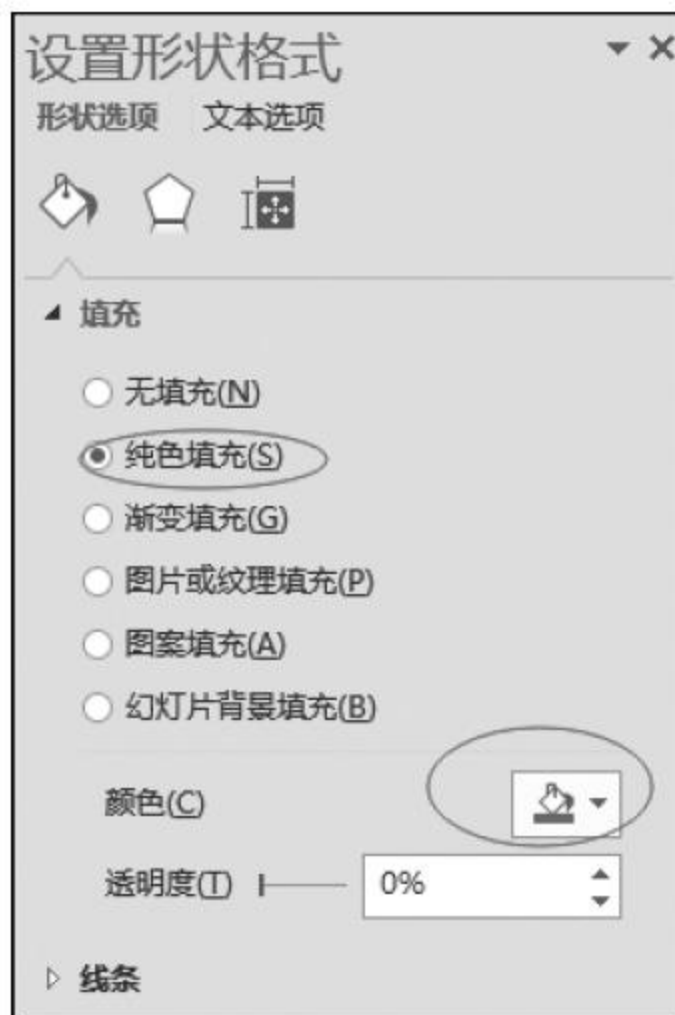 设置形状格式
形状选项 文本选项
填充
无填充(N)
纯色填充(S)
渐变填充(G)
图片或纹理填充(P)
图案填充(A)
幻灯片背景填充(B)
颜色(C)
透明度(T) 0%
线条